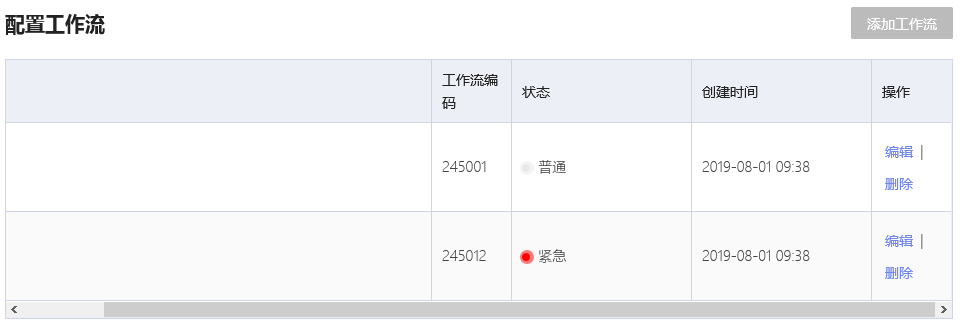 配置工作流
添加工作流
工作流编
码
状态
创建时间
操作
245001
普通
2019-08-01 09:38
编辑 |
删除
245012
紧急
2019-08-01 09:38
编辑 |
删除